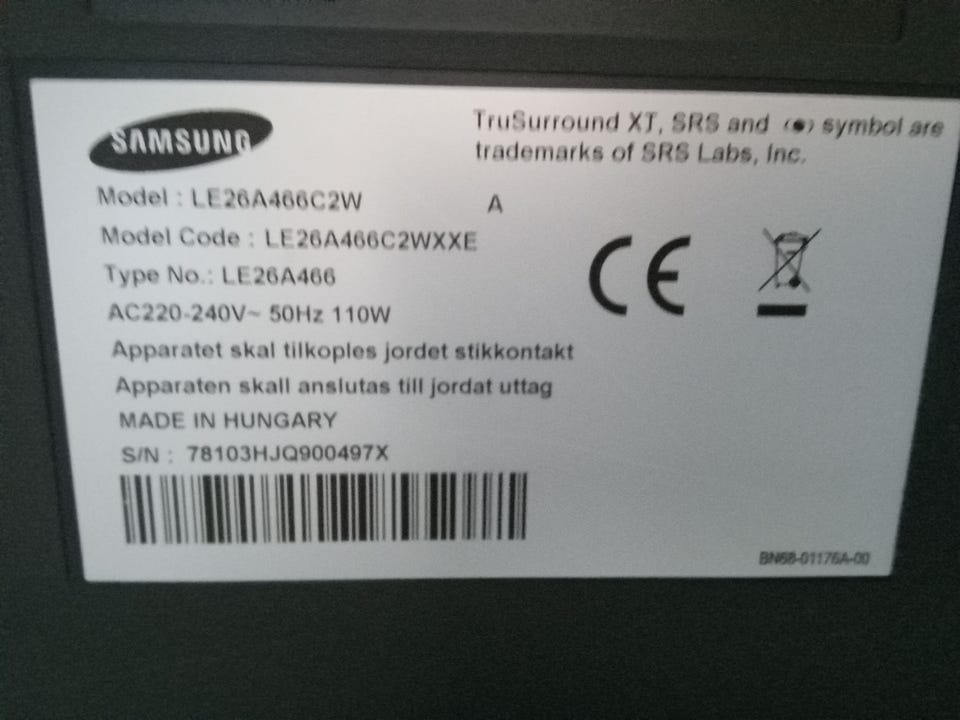 SAMSUNG
TruSurround XT, SRS and (●) symbol are
trademarks of SRS Labs, Inc.
Model : LE26A466C2W A
Model Code : LE26A466C2WXXE
Type No.: LE26A466
AC220-240V~ 50Hz 110W
Apparatet skal tilkoples jordet stikkontakt
Apparaten skall anslutas till jordat uttag
MADE IN HUNGARY
S/N : 78103HJQ900497X
CE
BN68-01176A-00